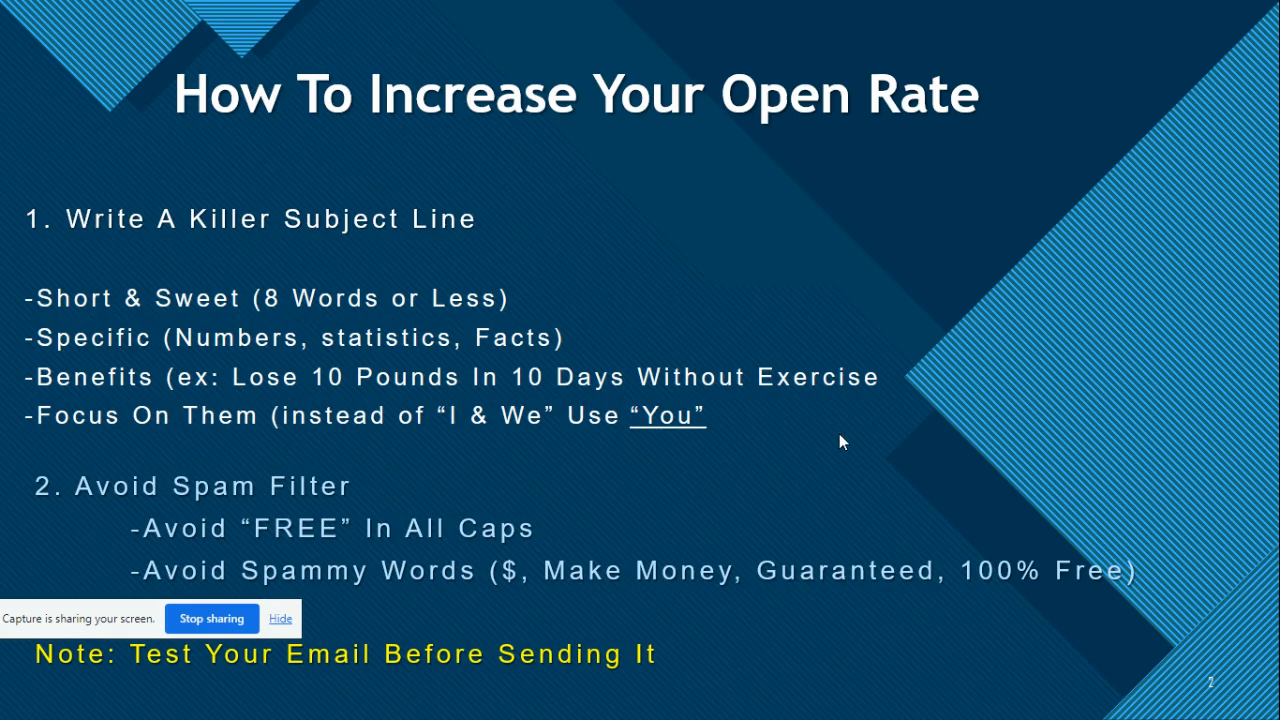 How To Increase Your Open Rate
1. Write A Killer Subject Line
-Short & Sweet (8 Words or Less)
-Specific (Numbers, statistics, Facts)
-Benefits (ex: Lose 10 Pounds In 10 Days Without Exercise
-Focus On Them (instead of “I & We” Use “You”
2. Avoid Spam Filter
-Avoid “FREE” In All Caps
-Avoid Spammy Words ($, Make Money, Guaranteed, 100% Free)
Capture is sharing your screen. Stop sharing Hide
Note: Test Your Email Before Sending It
2